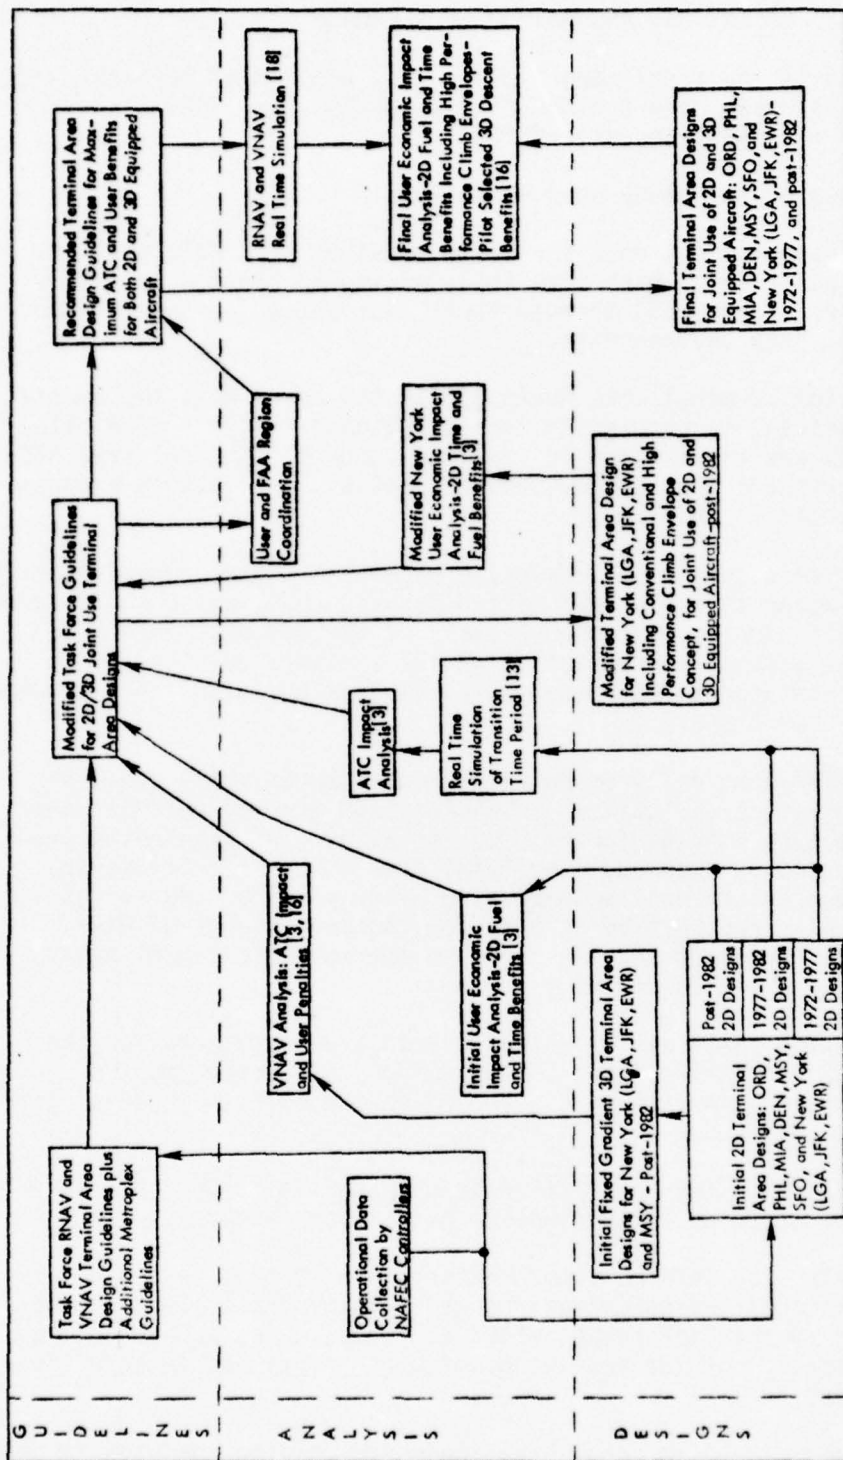 GUIDELINES
Task Force RNAV and
VNAV Terminal Area
Design Guidelines plus
Additional Metroplex
Guidelines
Modified Task Force Guidelines
for 2D/3D Joint Use Terminal
Area Designs
Recommended Terminal Area
Design Guidelines for Max-
imum ATC and User Benefits
for Both 2D and 3D Equipped
Aircraft
ANALYSIS
Operational Data
Collection by
NAFEC Controllers
VNAV Analysis: ATC Impact
and User Penalties [3, 16]
Initial User Economic
Impact Analysis-2D Fuel
and Time Benefits [3]
ATC Impact
Analysis[3]
Real Time
Simulation
of Transition
Time Period [13]
User and FAA Region
Coordination
Modified New York
User Economic Impact
Analysis-2D Time and
Fuel Benefits[3]
RNAV and VNAV
Real Time Simulation [18]
Final User Economic Impact
Analysis-2D Fuel and Time
Benefits Including High Per-
formance Climb Envelopes-
Pilot Selected 3D Descent
Benefits[16]
DESIGNS
Initial Fixed Gradient 3D Terminal Area
Designs for New York (LGA, JFK, EWR)
and MSY - Post-1982
Initial 2D Terminal
Area Designs: ORD,
PHL, MIA, DEN, MSY,
SFO, and New York
(LGA, JFK, EWR)
Post-1982
2D Designs
1977-1982
2D Designs
1972-1977
2D Designs
Modified Terminal Area Design
for New York (LGA, JFK, EWR)
Including Conventional and High
Performance Climb Envelope
Concept, for Joint Use of 2D and
3D Equipped Aircraft-post-1982
Final Terminal Area Designs
for Joint Use of 2D and 3D
Equipped Aircraft: ORD, PHL,
MIA, DEN, MSY, SFO, and
New York (LGA, JFK, EWR)-
1972-1977, and post-1982